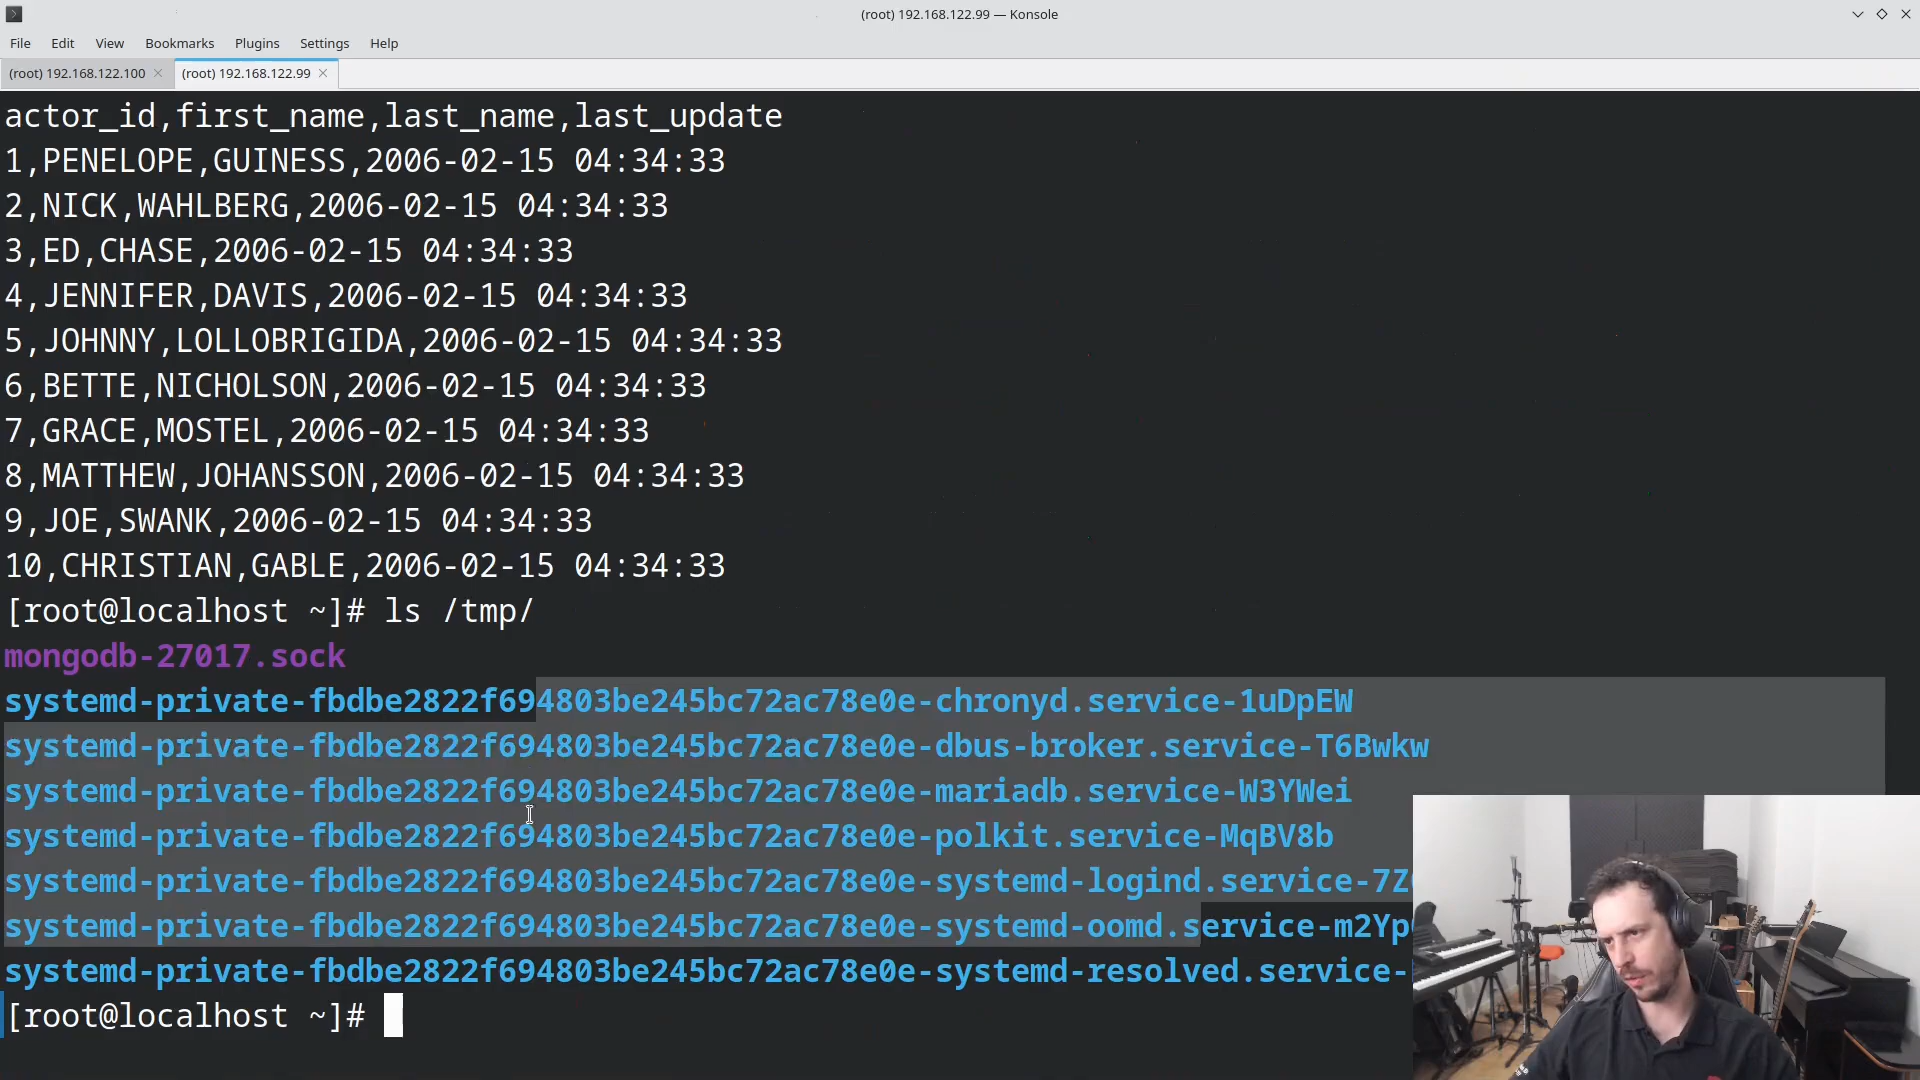 (root) 192.168.122.99 — Konsole
File Edit View Bookmarks Plugins Settings Help
(root) 192.168.122.100 (root) 192.168.122.99
actor_id,first_name,last_name,last_update
1,PENELOPE,GUINESS,2006-02-15 04:34:33
2,NICK,WAHLBERG,2006-02-15 04:34:33
3,ED,CHASE,2006-02-15 04:34:33
4,JENNIFER,DAVIS,2006-02-15 04:34:33
5,JOHNNY,LOLLOBRIGIDA,2006-02-15 04:34:33
6,BETTE,NICHOLSON,2006-02-15 04:34:33
7,GRACE,MOSTEL,2006-02-15 04:34:33
8,MATTHEW,JOHANSSON,2006-02-15 04:34:33
9,JOE,SWANK,2006-02-15 04:34:33
10,CHRISTIAN,GABLE,2006-02-15 04:34:33
[root@localhost ~]# ls /tmp/
mongodb-27017.sock
systemd-private-fbdbe2822f694803be245bc72ac78e0e-chronyd.service-1uDpEW
systemd-private-fbdbe2822f694803be245bc72ac78e0e-dbus-broker.service-T6Bwkw
systemd-private-fbdbe2822f694803be245bc72ac78e0e-mariadb.service-W3YWei
systemd-private-fbdbe2822f694803be245bc72ac78e0e-polkit.service-MqBV8b
systemd-private-fbdbe2822f694803be245bc72ac78e0e-systemd-logind.service-7Z
systemd-private-fbdbe2822f694803be245bc72ac78e0e-systemd-oomd.service-m2Yp
systemd-private-fbdbe2822f694803be245bc72ac78e0e-systemd-resolved.service-
[root@localhost ~]#